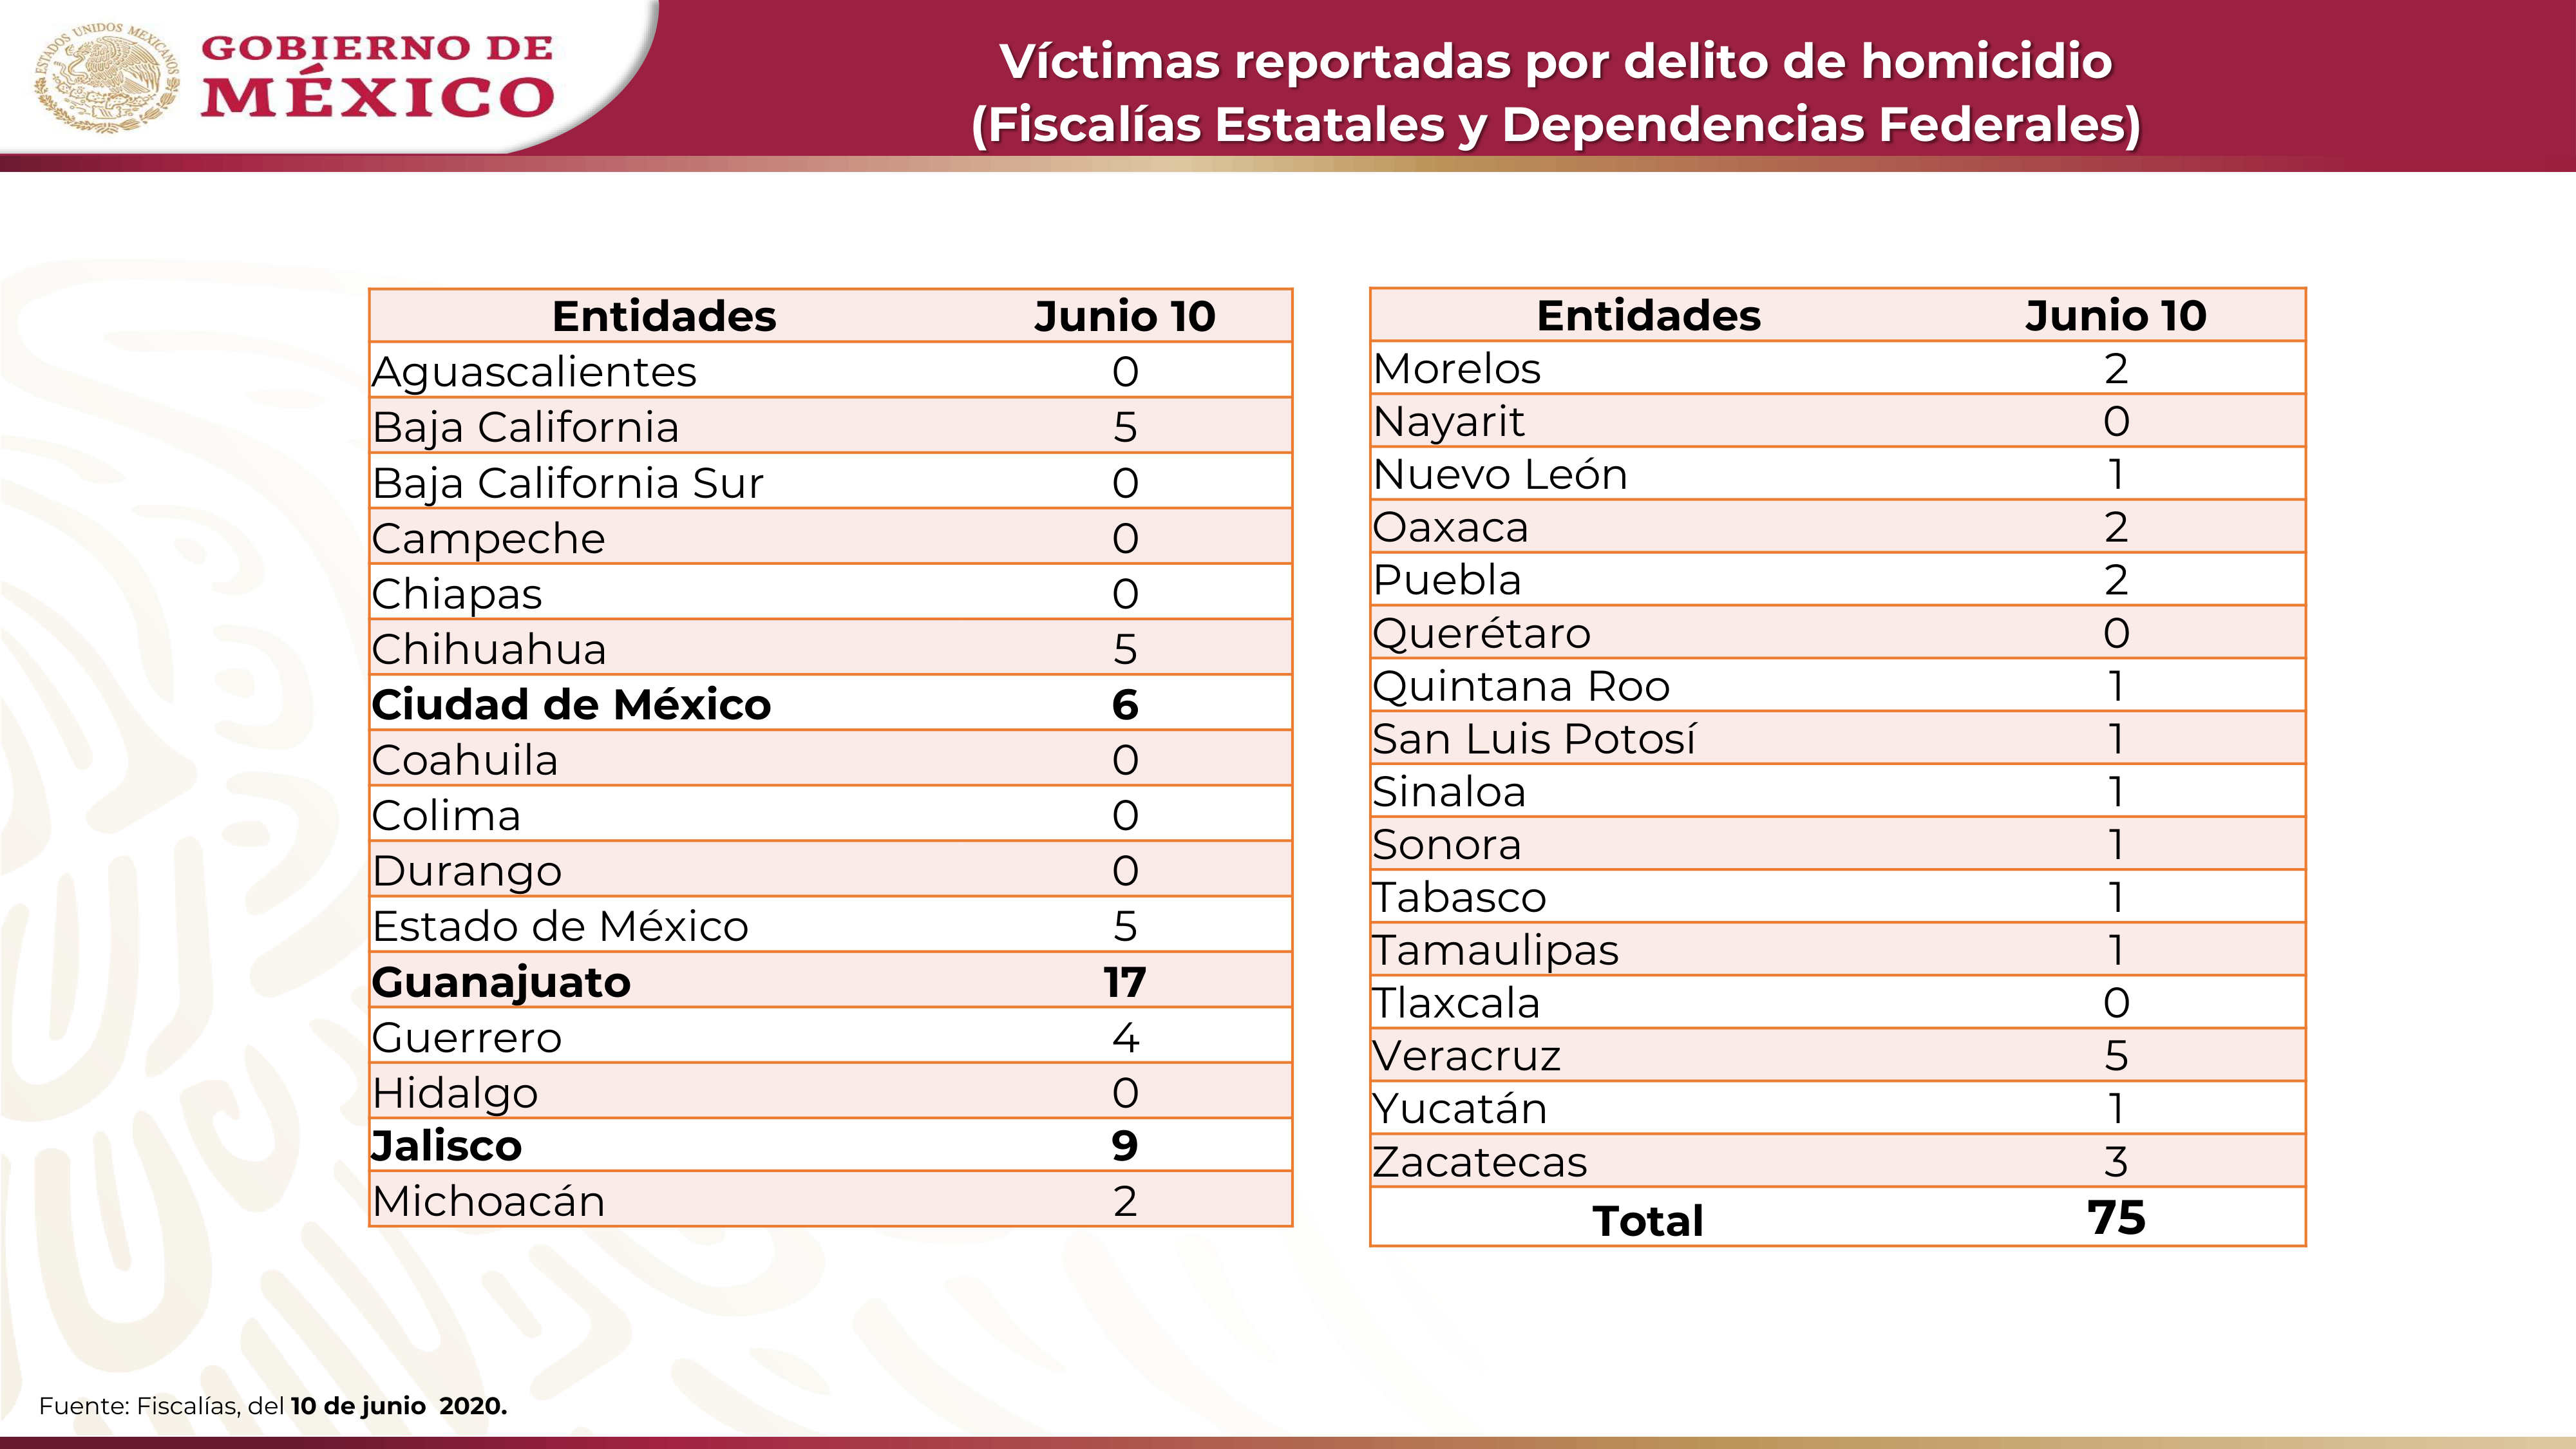 ESTADOS UNIDOS MEXICANOS
GOBIERNO DE
MÉXICO
Víctimas reportadas por delito de homicidio
(Fiscalías Estatales y Dependencias Federales)
Entidades Junio 10
Aguascalientes 0
Baja California 5
Baja California Sur 0
Campeche 0
Chiapas 0
Chihuahua 5
Ciudad de México 6
Coahuila 0
Colima 0
Durango 0
Estado de México 5
Guanajuato 17
Guerrero 4
Hidalgo 0
Jalisco 9
Michoacán 2
Entidades Junio 10
Morelos 2
Nayarit 0
Nuevo León 1
Oaxaca 2
Puebla 2
Querétaro 0
Quintana Roo 1
San Luis Potosí 1
Sinaloa 1
Sonora 1
Tabasco 1
Tamaulipas 1
Tlaxcala 0
Veracruz 5
Yucatán 1
Zacatecas 3
Total 75
Fuente: Fiscalías, del 10 de junio 2020.